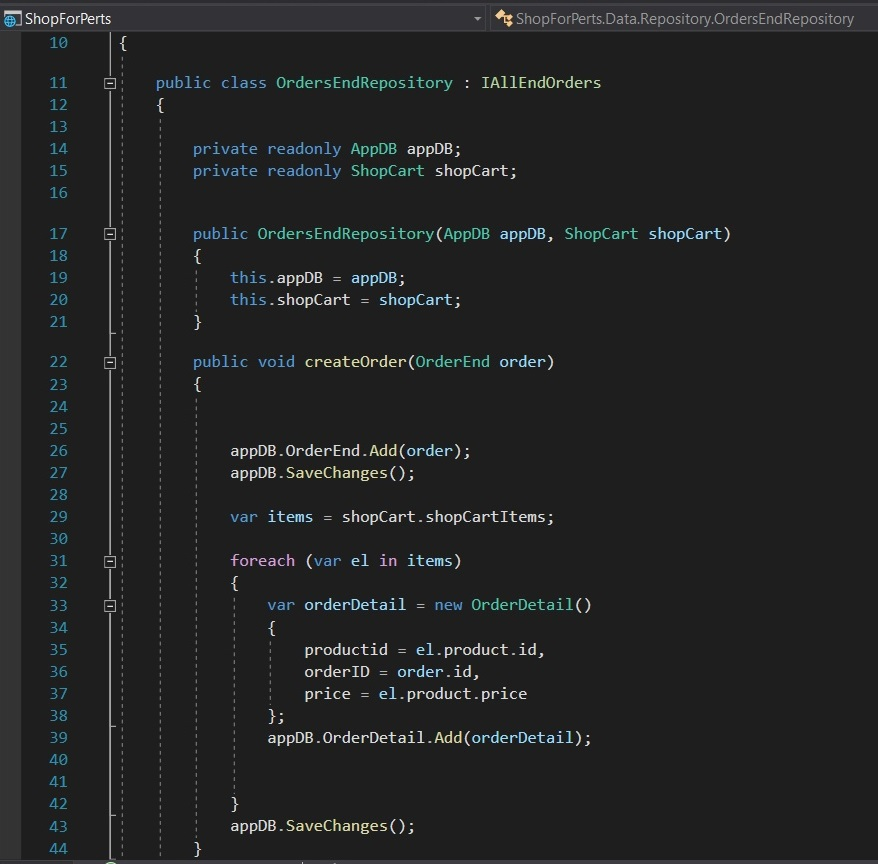 ShopForPerts ShopForPerts.Data.Repository.OrdersEndRepository
10 {
11 public class OrdersEndRepository : IAllEndOrders
12 {
13
14 private readonly AppDB appDB;
15 private readonly ShopCart shopCart;
16
17 public OrdersEndRepository(AppDB appDB, ShopCart shopCart)
18 {
19 this.appDB = appDB;
20 this.shopCart = shopCart;
21 }
22 public void createOrder(OrderEnd order)
23 {
24
25
26 appDB.OrderEnd.Add(order);
27 appDB.SaveChanges();
28
29 var items = shopCart.shopCartItems;
30
31 foreach (var el in items)
32 {
33 var orderDetail = new OrderDetail()
34 {
35 productid = el.product.id,
36 orderID = order.id,
37 price = el.product.price
38 };
39 appDB.OrderDetail.Add(orderDetail);
40
41
42 }
43 appDB.SaveChanges();
44 }